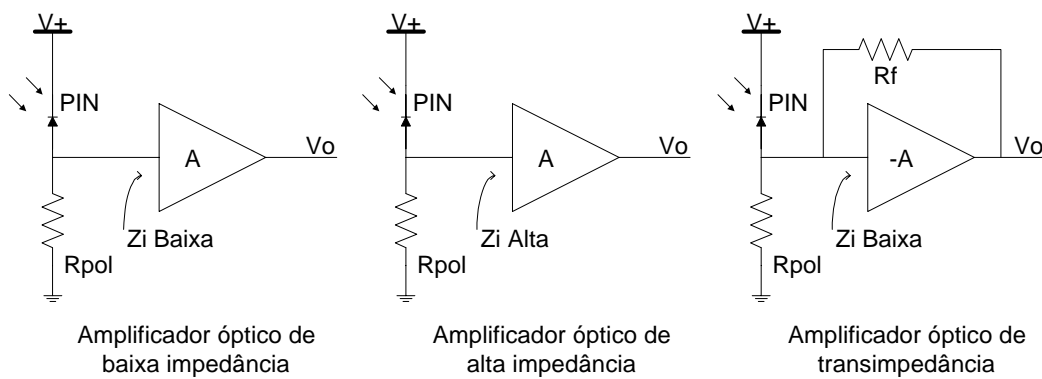 V+
PIN
A
Vo
Zi Baixa
Rpol
Amplificador óptico de
baixa impedância
V+
PIN
A
Vo
Zi Alta
Rpol
Amplificador óptico de
alta impedância
V+
Rf
PIN
-A
Vo
Zi Baixa
Rpol
Amplificador óptico de
transimpedância